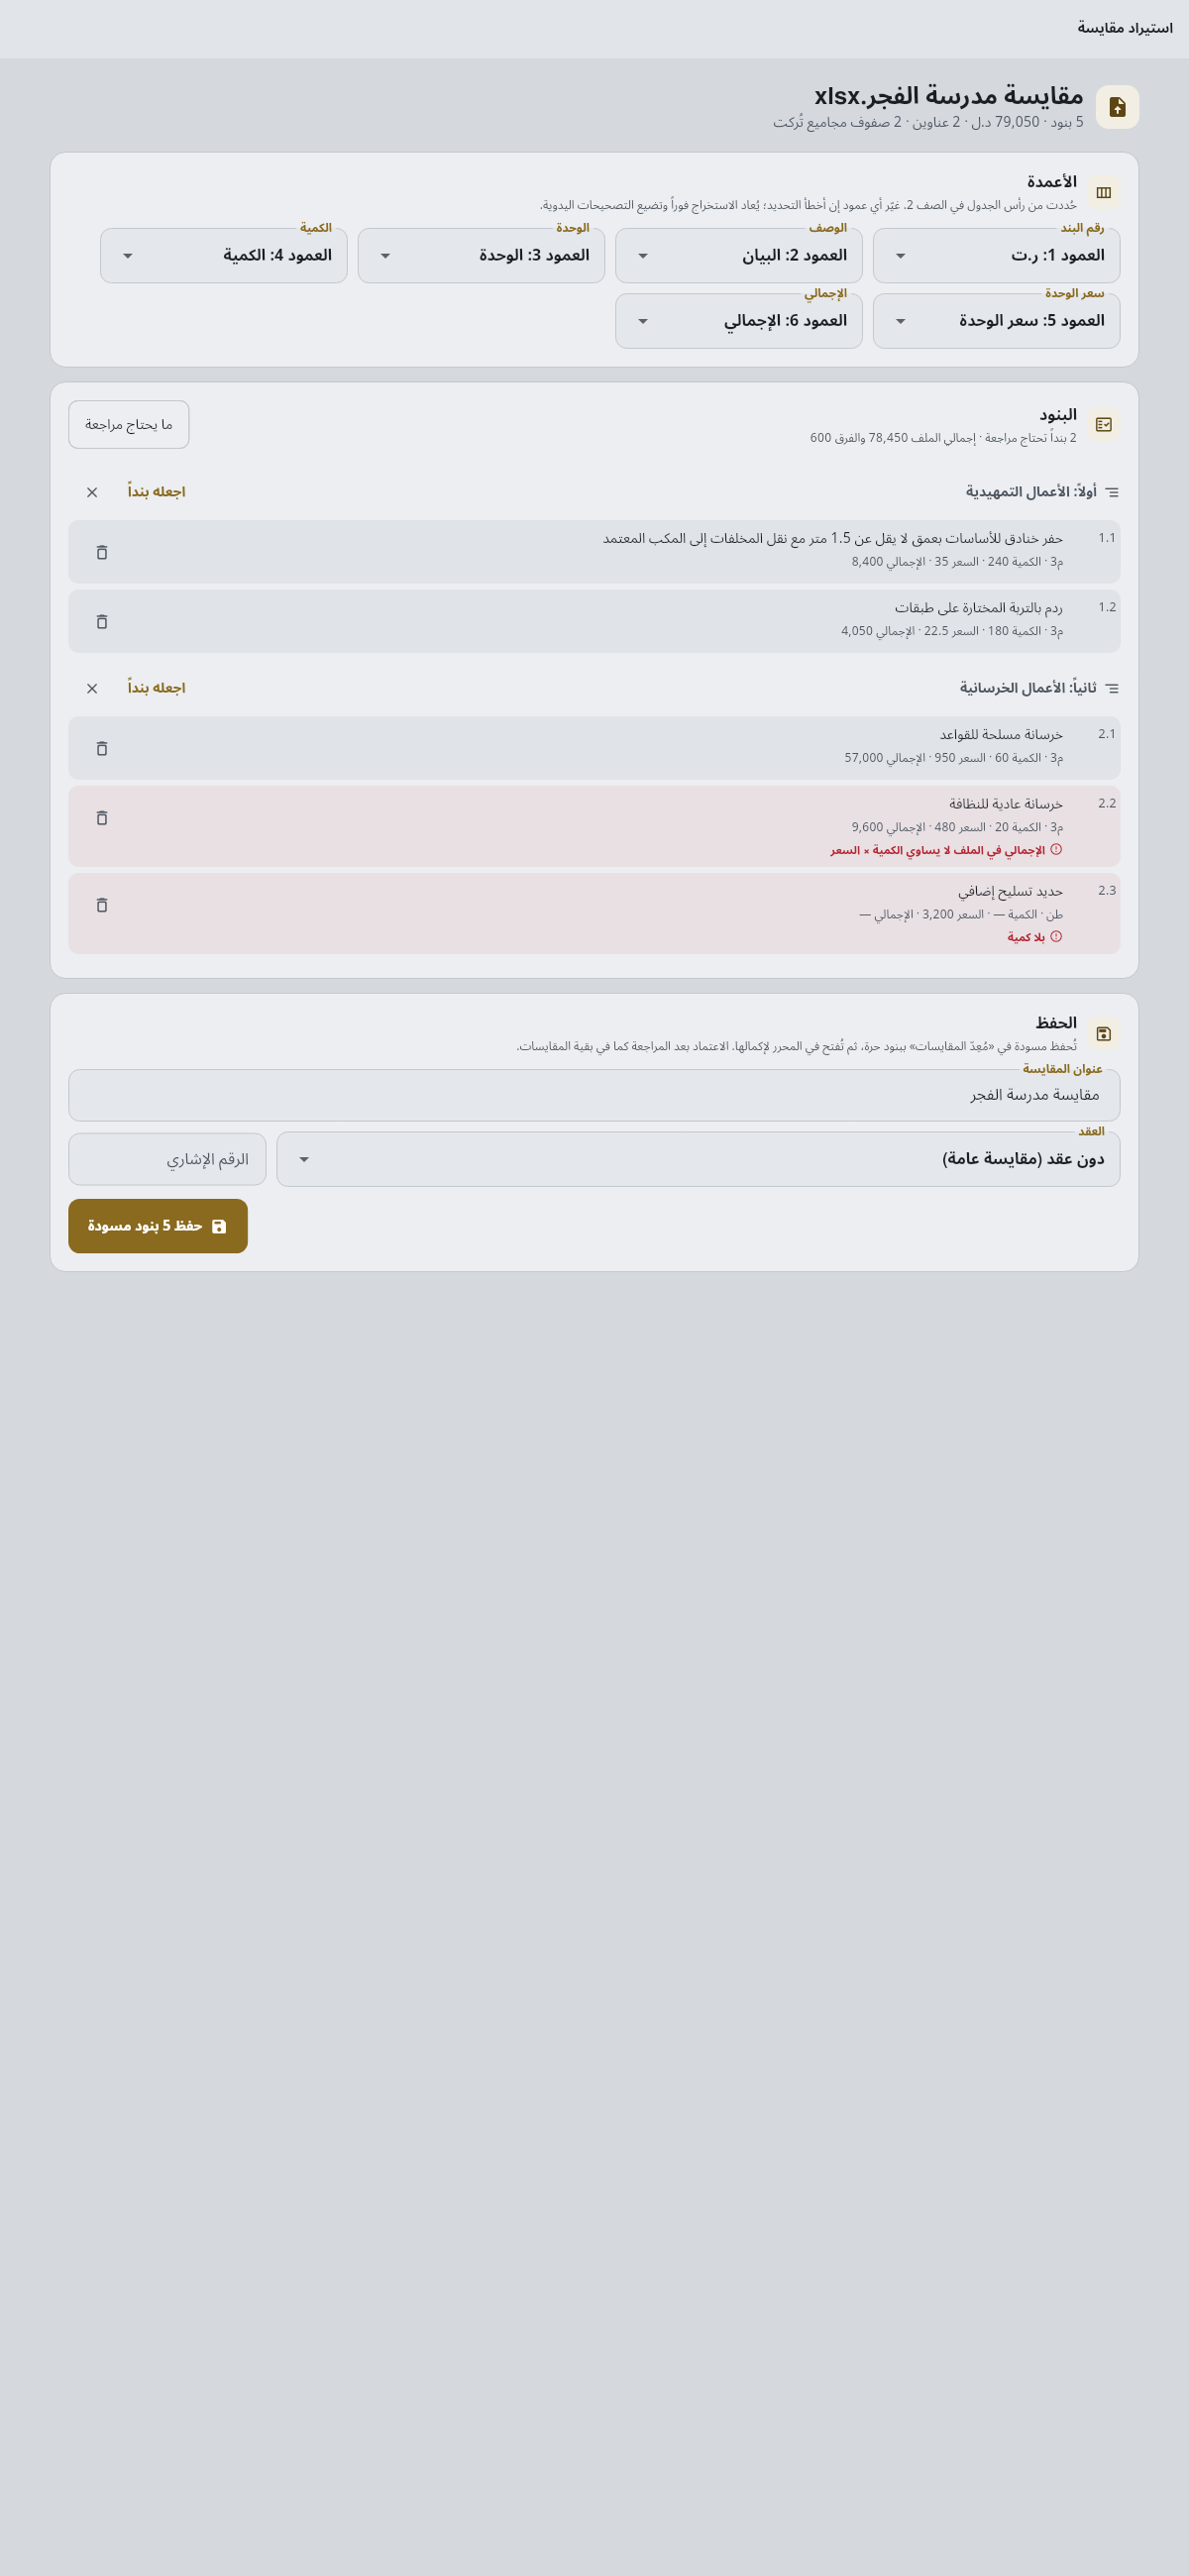 استيراد مقايسة
مقايسة مدرسة الفجر.xlsx
5 بنود · 79,050 د.ل · 2 عناوين · 2 صفوف مجاميع تُركت
الأعمدة
حُددت من رأس الجدول في الصف 2. غيّر أي عمود إن أخطأ التحديد؛ يُعاد الاستخراج فوراً وتضيع التصحيحات اليدوية.
رقم البند
العمود 1: ر.ت
الوصف
العمود 2: البيان
الوحدة
العمود 3: الوحدة
الكمية
العمود 4: الكمية
سعر الوحدة
العمود 5: سعر الوحدة
الإجمالي
العمود 6: الإجمالي
البنود
2 بنداً تحتاج مراجعة · إجمالي الملف 78,450 والفرق 600
ما يحتاج مراجعة
أولاً: الأعمال التمهيدية
اجعله بنداً
1.1
حفر خنادق للأساسات بعمق لا يقل عن 1.5 متر مع نقل المخلفات إلى المكب المعتمد
م3 · الكمية 240 · السعر 35 · الإجمالي 8,400
1.2
ردم بالتربة المختارة على طبقات
م3 · الكمية 180 · السعر 22.5 · الإجمالي 4,050
ثانياً: الأعمال الخرسانية
اجعله بنداً
2.1
خرسانة مسلحة للقواعد
م3 · الكمية 60 · السعر 950 · الإجمالي 57,000
2.2
خرسانة عادية للنظافة
م3 · الكمية 20 · السعر 480 · الإجمالي 9,600
الإجمالي في الملف لا يساوي الكمية × السعر
2.3
حديد تسليح إضافي
طن · الكمية — · السعر 3,200 · الإجمالي —
بلا كمية
الحفظ
تُحفظ مسودة في «مُعِدّ المقايسات» ببنود حرة، ثم تُفتح في المحرر لإكمالها. الاعتماد بعد المراجعة كما في بقية المقايسات.
عنوان المقايسة
مقايسة مدرسة الفجر
العقد
دون عقد (مقايسة عامة)
الرقم الإشاري
حفظ 5 بنود مسودة